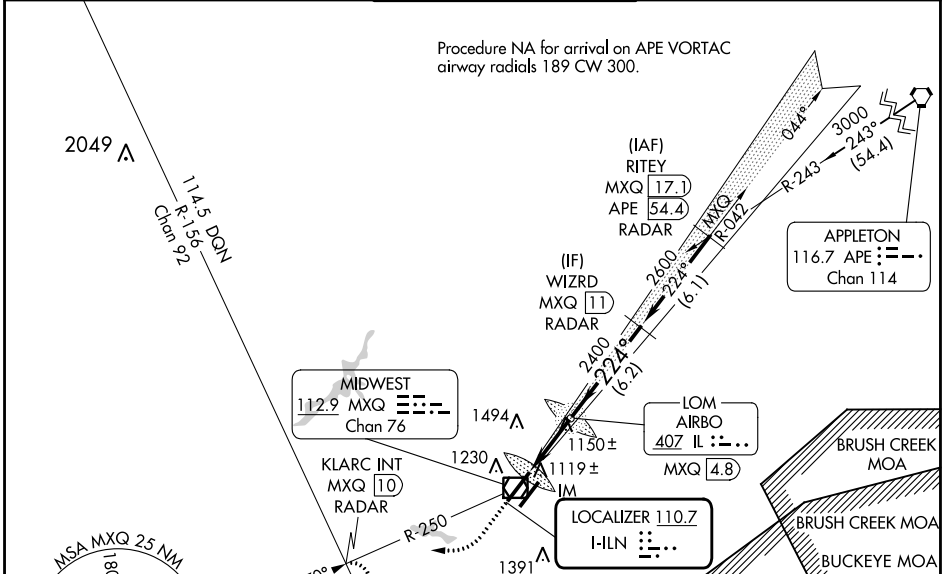 Procedure NA for arrival on APE VORTAC
airway radials 189 CW 300.
2049
114.5 DQN
R-156
Chan 92
(IAF)
RITEY
MXQ 17.1
APE 54.4
RADAR
044°
3000
243°
(54.4)
R-243
MXQ
R-042
APPLETON
116.7 APE
Chan 114
(IF)
WIZRD
MXQ 11
RADAR
2600
224°
(6.1)
2400
224°
(6.2)
MIDWEST
112.9 MXQ
Chan 76
1494
1150 ±
LOM
AIRBO
407 IL
MXQ 4.8
1230
1119 ±
IM
KLARC INT
MXQ 10
RADAR
R-250
LOCALIZER 110.7
I-ILN
1391
BRUSH CREEK
MOA
BRUSH CREEK MOA
BUCKEYE MOA
MSA MXQ 25 NM